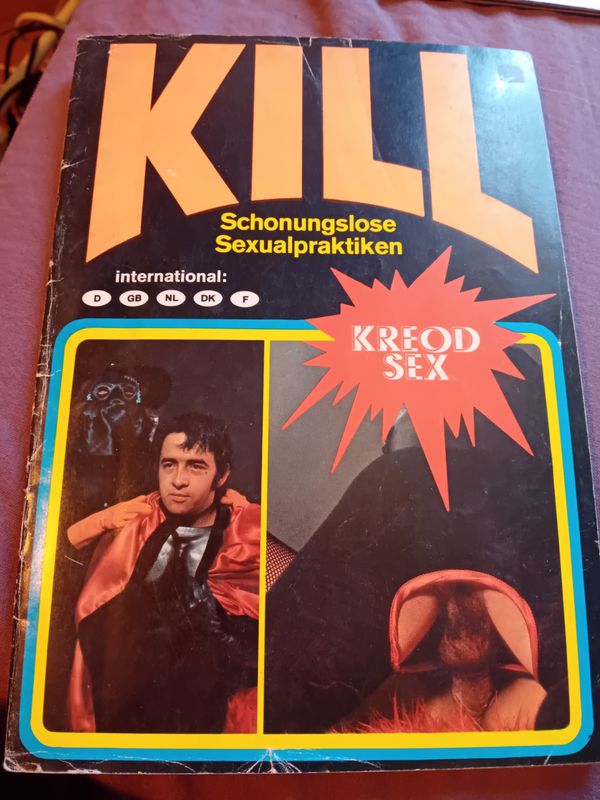 KILL
Schonungslose
Sexualpraktiken
international:
D GB NL DK F
KREOD
SEX